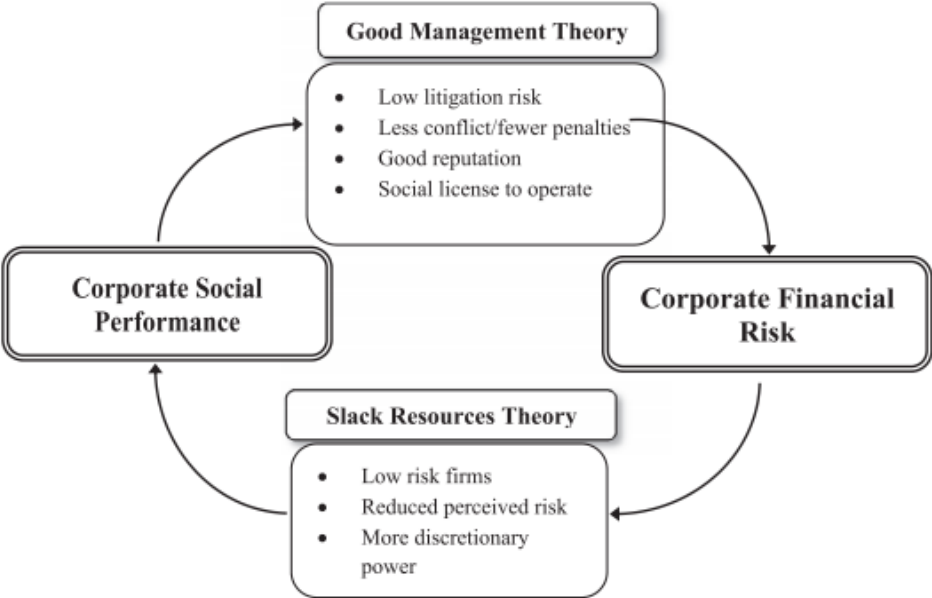 Good Management Theory
• Low litigation risk
• Less conflict/fewer penalties
• Good reputation
• Social license to operate
Corporate Social
Performance
Corporate Financial
Risk
Slack Resources Theory
• Low risk firms
• Reduced perceived risk
• More discretionary
power